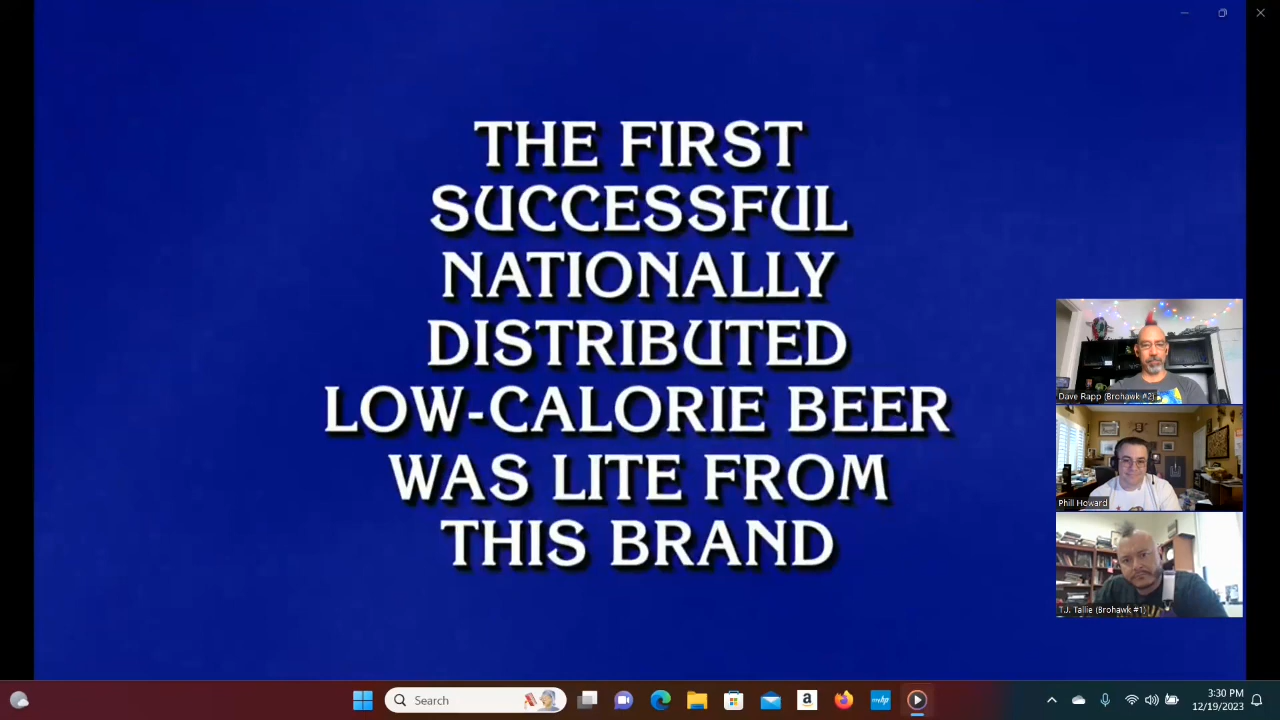 THE FIRST
SUCCESSFUL
NATIONALLY
DISTRIBUTED
LOW-CALORIE BEER
WAS LITE FROM
THIS BRAND
Dave Rapp (Brohawk #2)
Phill Howard
T.J. Tallie (Brohawk #1)
Search
a
myhp
3:30 PM
12/19/2023